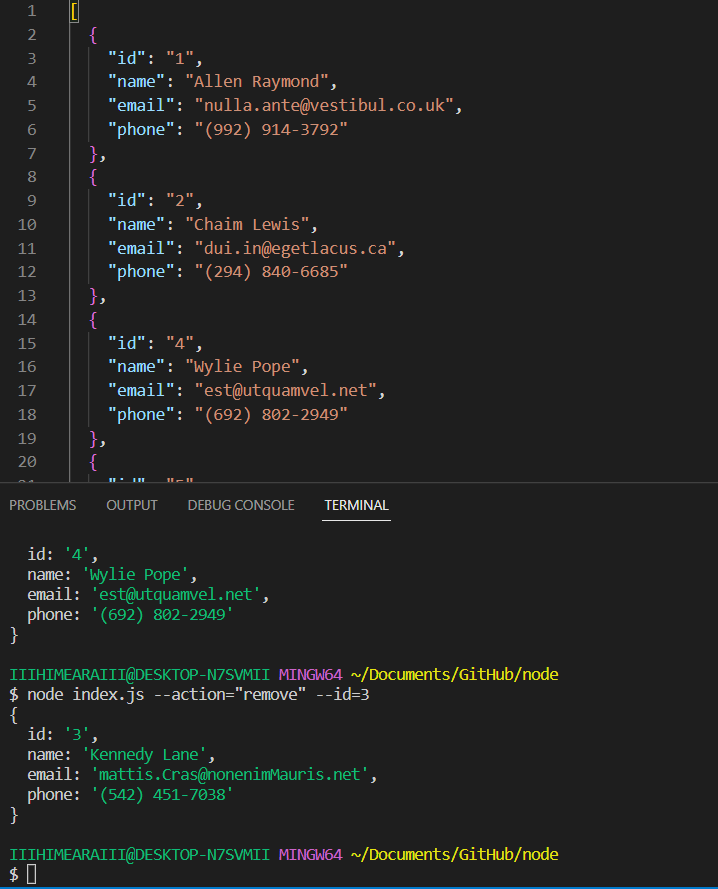 1 [
2 {
3 "id": "1",
4 "name": "Allen Raymond",
5 "email": "nulla.ante@vestibul.co.uk",
6 "phone": "(992) 914-3792"
7 },
8 {
9 "id": "2",
10 "name": "Chaim Lewis",
11 "email": "dui.in@egetlacus.ca",
12 "phone": "(294) 840-6685"
13 },
14 {
15 "id": "4",
16 "name": "Wylie Pope",
17 "email": "est@utquamvel.net",
18 "phone": "(692) 802-2949"
19 },
20 {
21 "id": "5"
PROBLEMS OUTPUT DEBUG CONSOLE TERMINAL
id: '4',
name: 'Wylie Pope',
email: 'est@utquamvel.net',
phone: '(692) 802-2949'
}
IIIHIMEARAIII@DESKTOP-N7SVMII MINGW64 ~/Documents/GitHub/node
$ node index.js --action="remove" --id=3
{
id: '3',
name: 'Kennedy Lane',
email: 'mattis.Cras@nonenimMauris.net',
phone: '(542) 451-7038'
}
IIIHIMEARAIII@DESKTOP-N7SVMII MINGW64 ~/Documents/GitHub/node
$